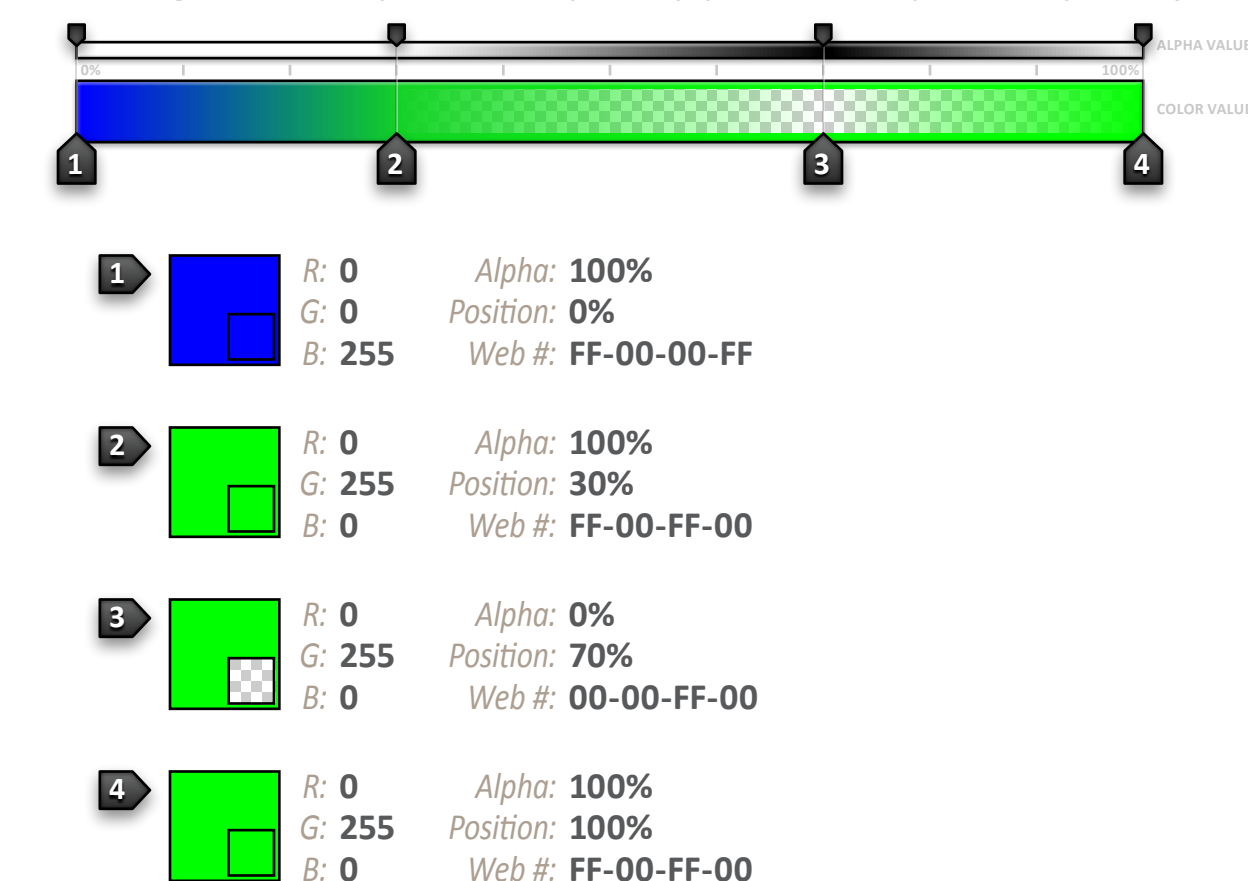 ALPHA VALUE
0%
100%
COLOR VALUE
1 2 3 4
1
R: 0 Alpha: 100%
G: 0 Position: 0%
B: 255 Web #: FF-00-00-FF
2
R: 0 Alpha: 100%
G: 255 Position: 30%
B: 0 Web #: FF-00-FF-00
3
R: 0 Alpha: 0%
G: 255 Position: 70%
B: 0 Web #: 00-00-FF-00
4
R: 0 Alpha: 100%
G: 255 Position: 100%
B: 0 Web #: FF-00-FF-00